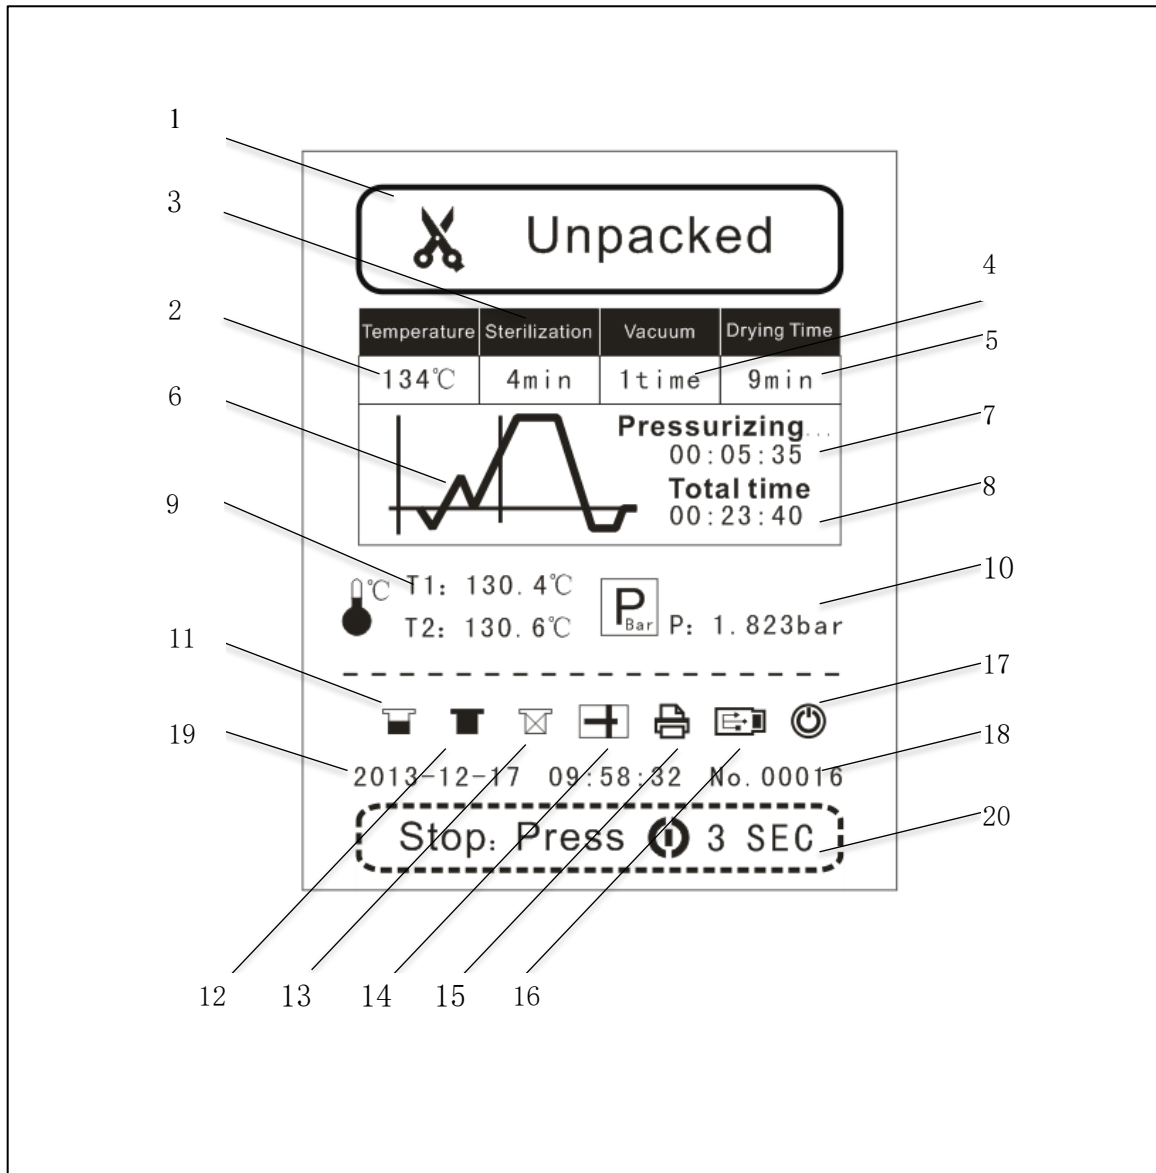 1
Unpacked
3
4
2
Temperature Sterilization Vacuum Drying Time
5
134℃ 4min 1time 9min
6
Pressurizing...
7
00:05:35
Total time
8
00:23:40
9
℃ T1: 130.4℃
10
P
Bar
T2: 130.6℃ P: 1.823bar
11
17
19
18
2013-12-17 09:58:32 No.00016
20
Stop: Press 3 SEC
12 13 14 15 16